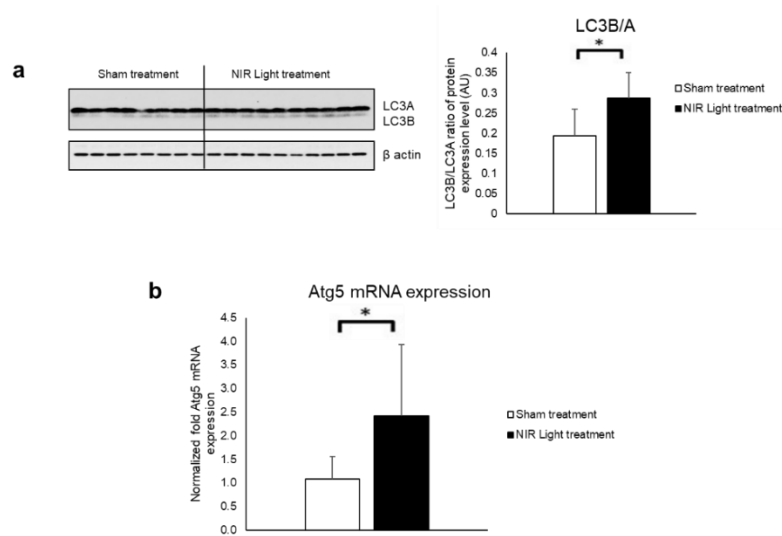 a
Sham treatment
NIR Light treatment
LC3A
LC3B
β actin
LC3B/A
LC3B/LC3A ratio of protein
expression level (AU)
0.4
0.35
0.3
0.25
0.2
0.15
0.1
0.05
0
*
Sham treatment
NIR Light treatment
b
Atg5 mRNA expression
Normalized fold Atg5 mRNA
expression
4.5
4.0
3.5
3.0
2.5
2.0
1.5
1.0
0.5
0.0
*
Sham treatment
NIR Light treatment